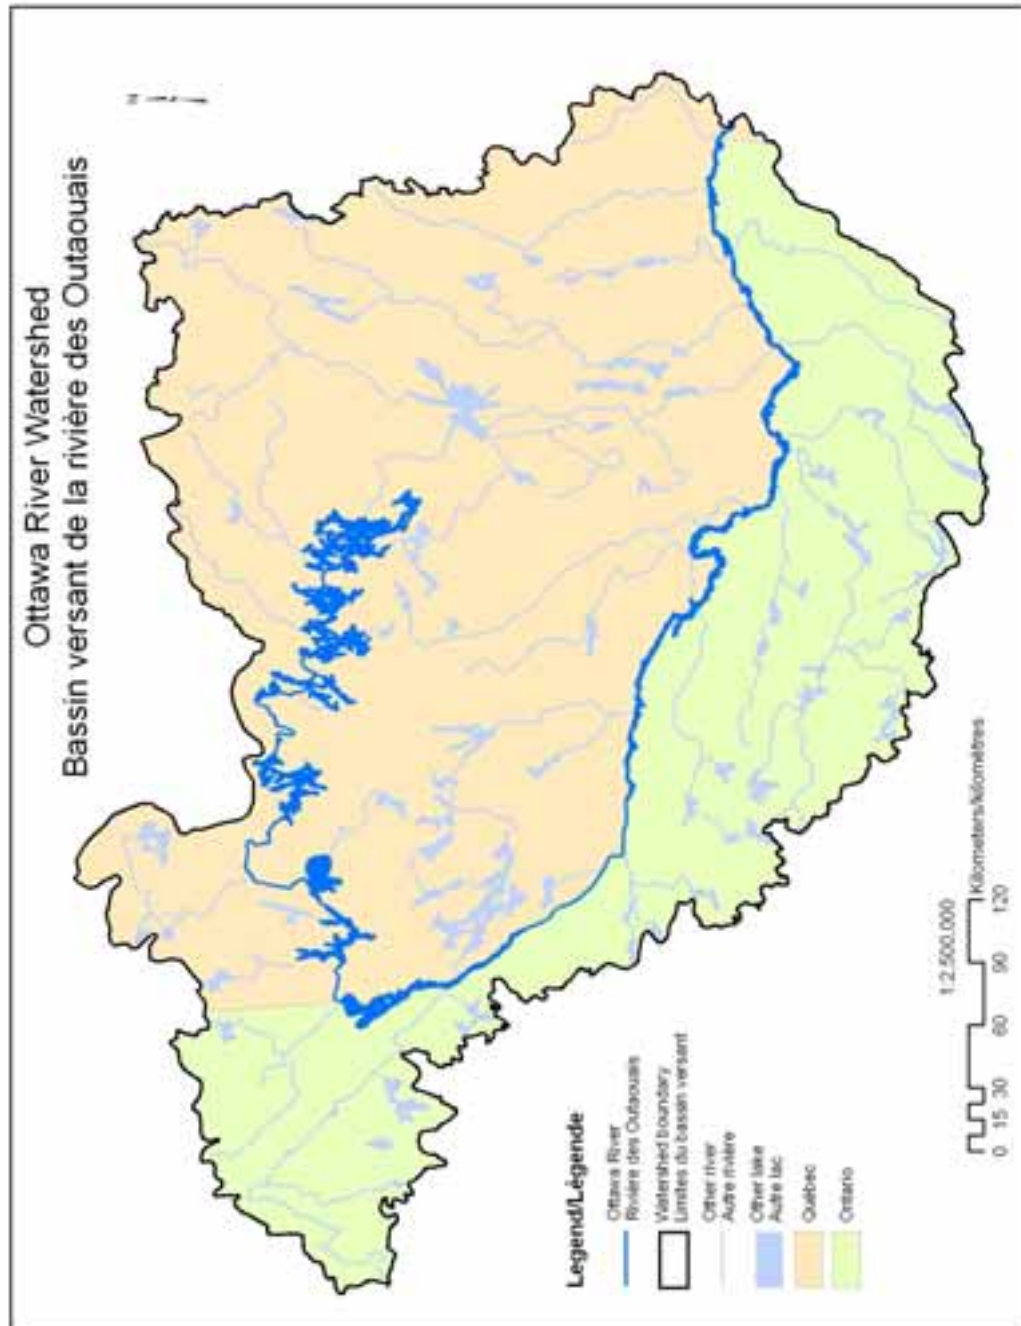 Ottawa River Watershed
Bassin versant de la rivière des Outaouais
N
Legend/Légende
Ottawa River
Rivière des Outaouais
Watershed boundary
Limites du bassin versant
Other river
Autre rivière
Other lake
Autre lac
Québec
Ontario
1:2.500.000
0 15 30 60 90 120
Kilometers/kilomètres